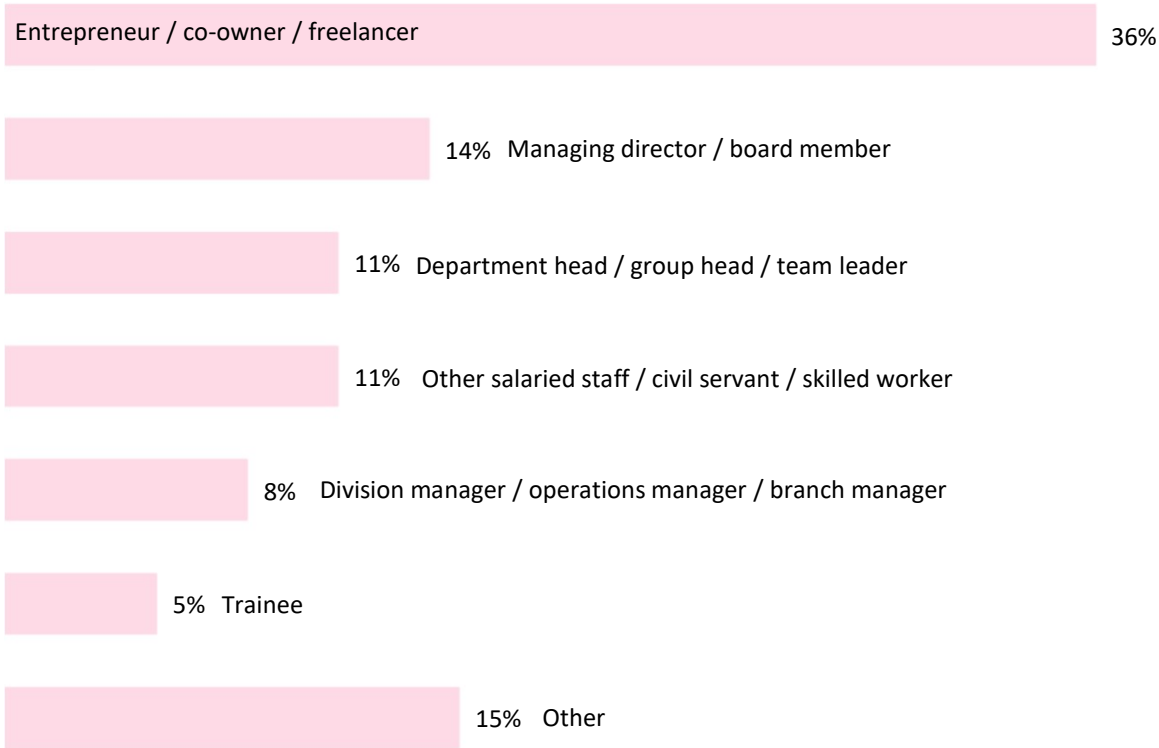 Entrepreneur / co-owner / freelancer 36%
14% Managing director / board member
11% Department head / group head / team leader
11% Other salaried staff / civil servant / skilled worker
8% Division manager / operations manager / branch manager
5% Trainee
15% Other